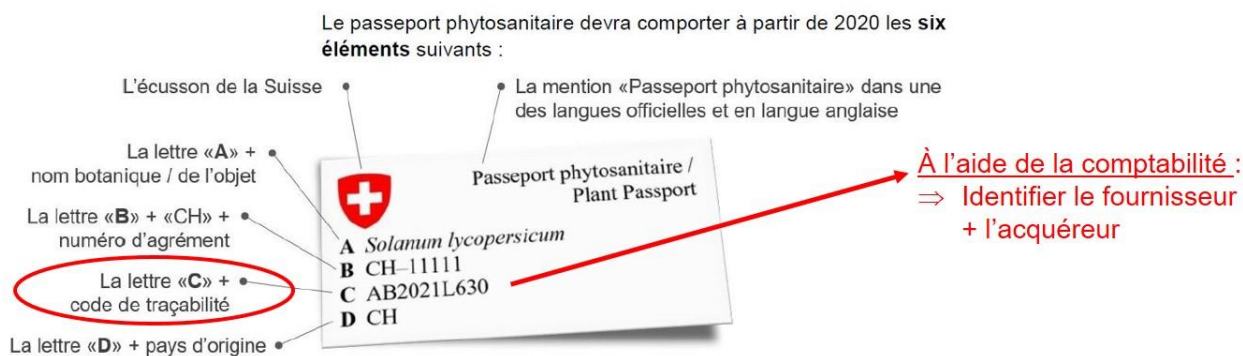 Le passeport phytosanitaire devra comporter à partir de 2020 les six
éléments suivants :
L'écusson de la Suisse
La mention «Passeport phytosanitaire» dans une
des langues officielles et en langue anglaise
La lettre «A» +
nom botanique / de l'objet
La lettre «B» + «CH» +
numéro d'agrément
La lettre «C» +
code de traçabilité
La lettre «D» + pays d'origine
Passeport phytosanitaire /
Plant Passport
A Solanum lycopersicum
B CH–11111
C AB2021L630
D CH
À l'aide de la comptabilité :
⇒ Identifier le fournisseur
+ l'acquéreur